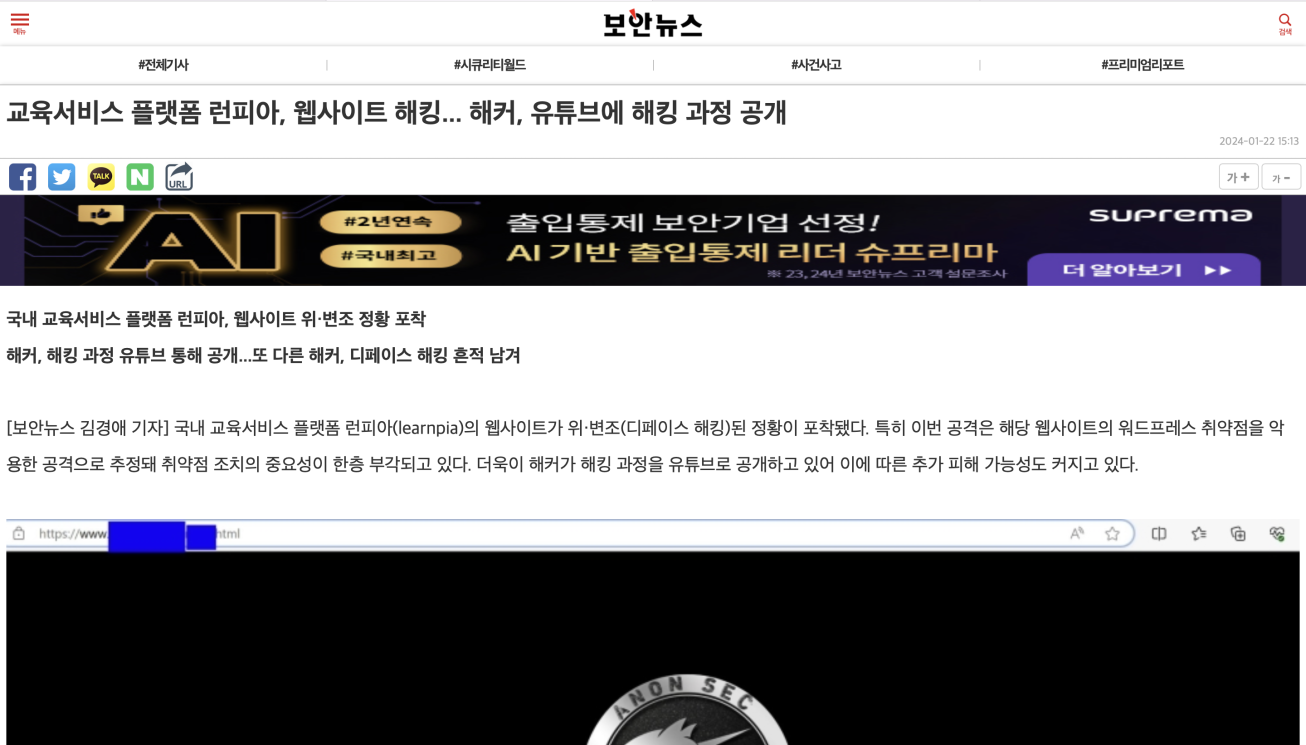 메뉴
보안뉴스
검색
#전체기사
#시큐리티월드
#사건사고
#프리미엄리포트
교육서비스 플랫폼 런피아, 웹사이트 해킹... 해커, 유튜브에 해킹 과정 공개
2024-01-22 15:13
f
TALK
N
URL
가 +
가 -
AI
#2년연속
#국내최고
출입통제 보안기업 선정!
AI 기반 출입통제 리더 슈프리마
※ 23, 24년 보안뉴스 고객 설문조사
suprema
더 알아보기 ▶▶
국내 교육서비스 플랫폼 런피아, 웹사이트 위·변조 정황 포착
해커, 해킹 과정 유튜브 통해 공개...또 다른 해커, 디페이스 해킹 흔적 남겨
[보안뉴스 김경애 기자] 국내 교육서비스 플랫폼 런피아(learnpia)의 웹사이트가 위·변조(디페이스 해킹)된 정황이 포착됐다. 특히 이번 공격은 해당 웹사이트의 워드프레스 취약점을 악
용한 공격으로 추정돼 취약점 조치의 중요성이 한층 부각되고 있다. 더욱이 해커가 해킹 과정을 유튜브로 공개하고 있어 이에 따른 추가 피해 가능성도 커지고 있다.
https://www. html
ANON SEC